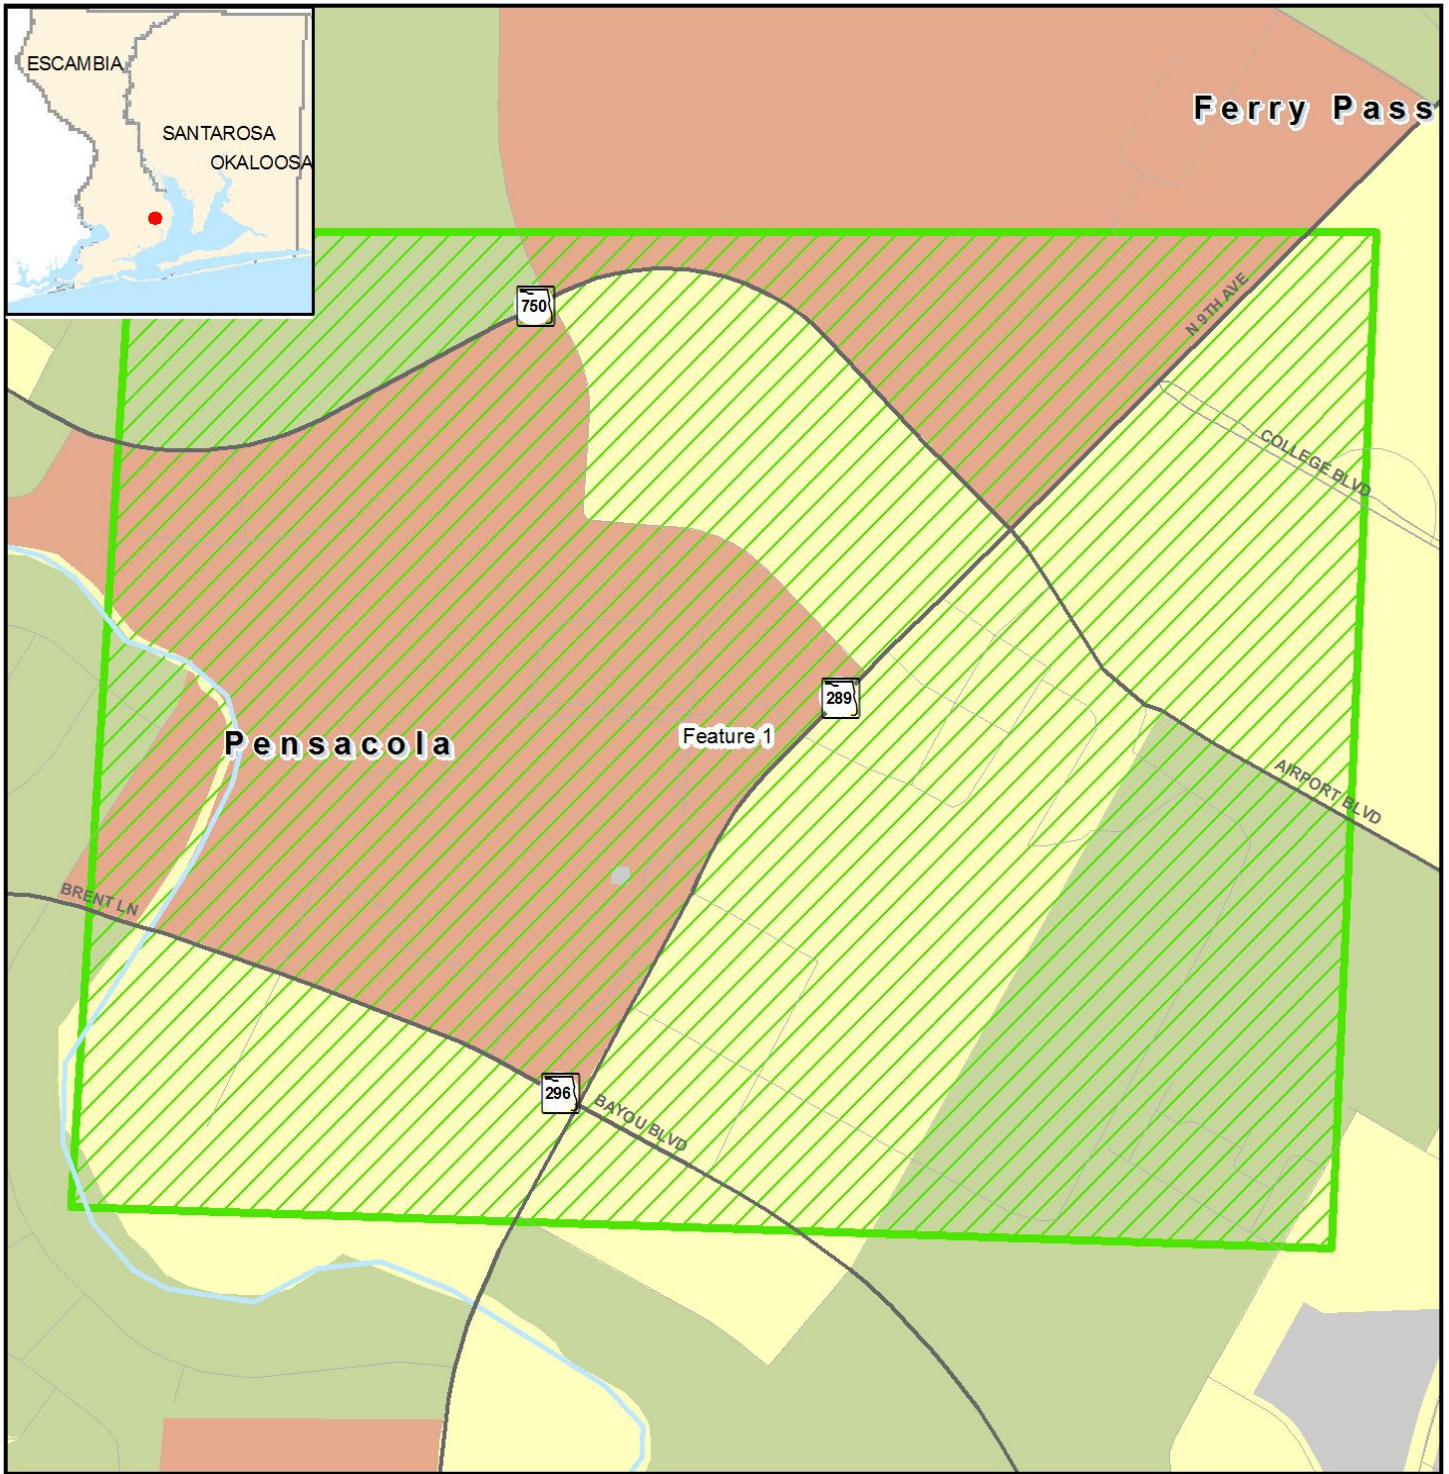 ESCAMBIA
SANTAROSA
OKALOOSA
Ferry Pass
750
N 9TH AVE
COLLEGE BLVD
289
Feature 1
Pensacola
AIRPORT BLVD
BRENT LN
296
BAYOU BLVD